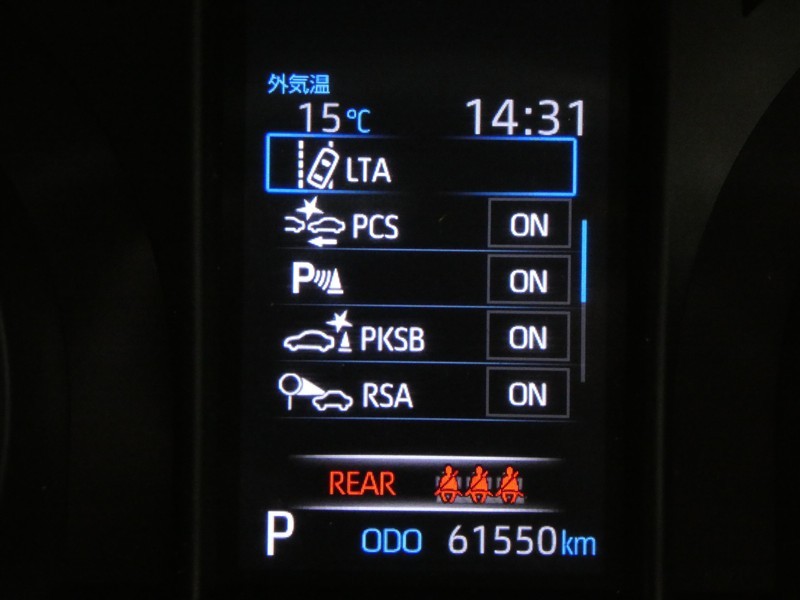 外気温
15℃ 14:31
LTA
PCS ON
P ON
PKSB ON
RSA ON
REAR
P ODO 61550km